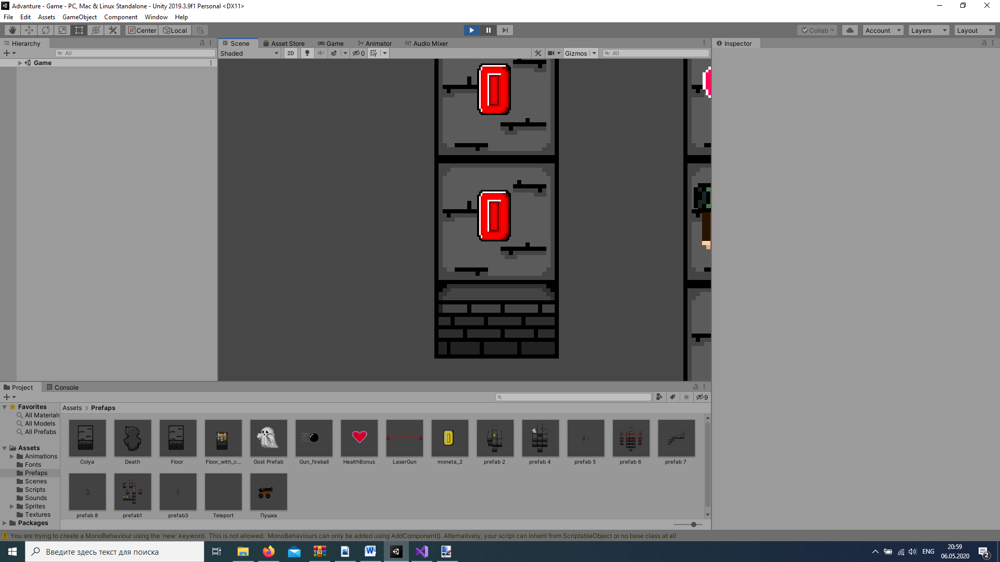 Advanture - Game - PC, Mac & Linux Standalone - Unity 2019.3.9f1 Personal <DX11>
File Edit Assets GameObject Component Window Help
Center Local Collab Account Layers Layout
Hierarchy
All
Game
Scene Asset Store Game Animator Audio Mixer
Shaded 2D 0 Gizmos All
Inspector
Project Console
9
Favorites
All Materials
All Models
All Prefabs
Assets
Animations
Fonts
Prefaps
Scenes
Scripts
Sounds
Sprites
Textures
Packages
Assets > Prefaps
Colya Death Floor Floor_with_c... Gost Prefab Gun_fireball HealthBonus LaserGun moneta_2 prefab 2 prefab 4 prefab 5 prefab 6 prefab 7
prefab 8 prefab1 prefab3 Teleport Пушка
You are trying to create a MonoBehaviour using the 'new' keyword. This is not allowed. MonoBehaviours can only be added using AddComponent(). Alternatively, your script can inherit from ScriptableObject or no base class at all
Введите здесь текст для поиска
ENG
20:59
06.05.2020
2